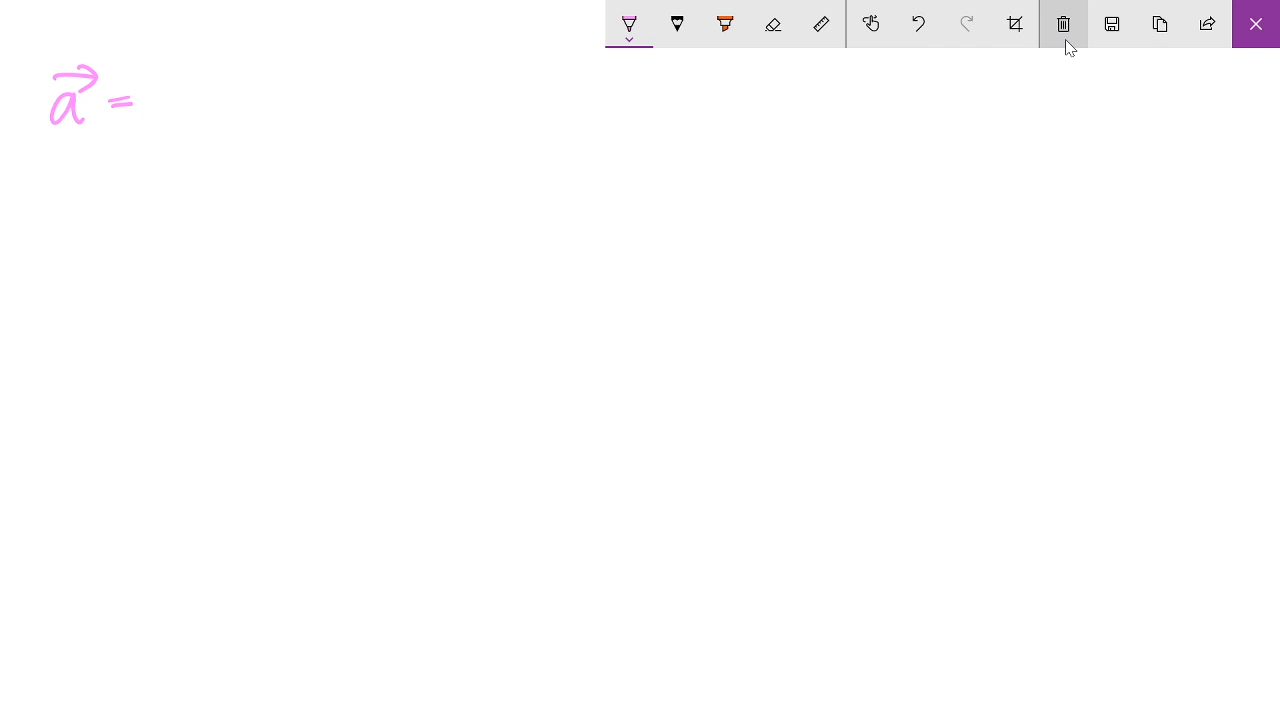 a⃗ =